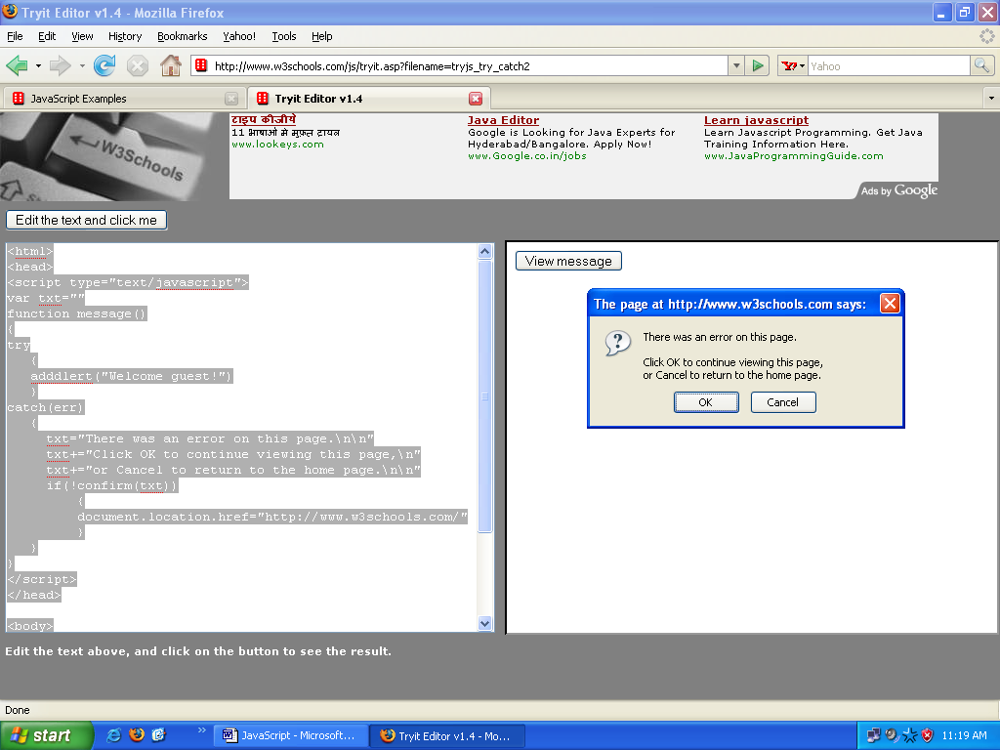 Tryit Editor v1.4 - Mozilla Firefox
File Edit View History Bookmarks Yahoo! Tools Help
http://www.w3schools.com/js/tryit.asp?filename=tryjs_try_catch2
Y! Yahoo
JavaScript Examples
Tryit Editor v1.4
W3Schools
टाइप कीजीये
11 भाषाओं मे मुफ़्त टायल
www.lookeys.com
Java Editor
Google is Looking for Java Experts for
Hyderabad/Bangalore. Apply Now!
www.Google.co.in/jobs
Learn javascript
Learn Javascript Programming. Get Java
Training Information Here.
www.JavaProgrammingGuide.com
Ads by Google
Edit the text and click me
<html>
<head>
<script type="text/javascript">
var txt=""
function message()
{
try
{
adddlert("Welcome guest!")
}
catch(err)
{
txt="There was an error on this page.\n\n"
txt+="Click OK to continue viewing this page,\n"
txt+="or Cancel to return to the home page.\n\n"
if(!confirm(txt))
{
document.location.href="http://www.w3schools.com/"
}
}
}
</script>
</head>
<body>
View message
The page at http://www.w3schools.com says:
There was an error on this page.
Click OK to continue viewing this page,
or Cancel to return to the home page.
OK Cancel
Edit the text above, and click on the button to see the result.
Done
start
JavaScript - Microsoft...
Tryit Editor v1.4 - Mo...
11:19 AM